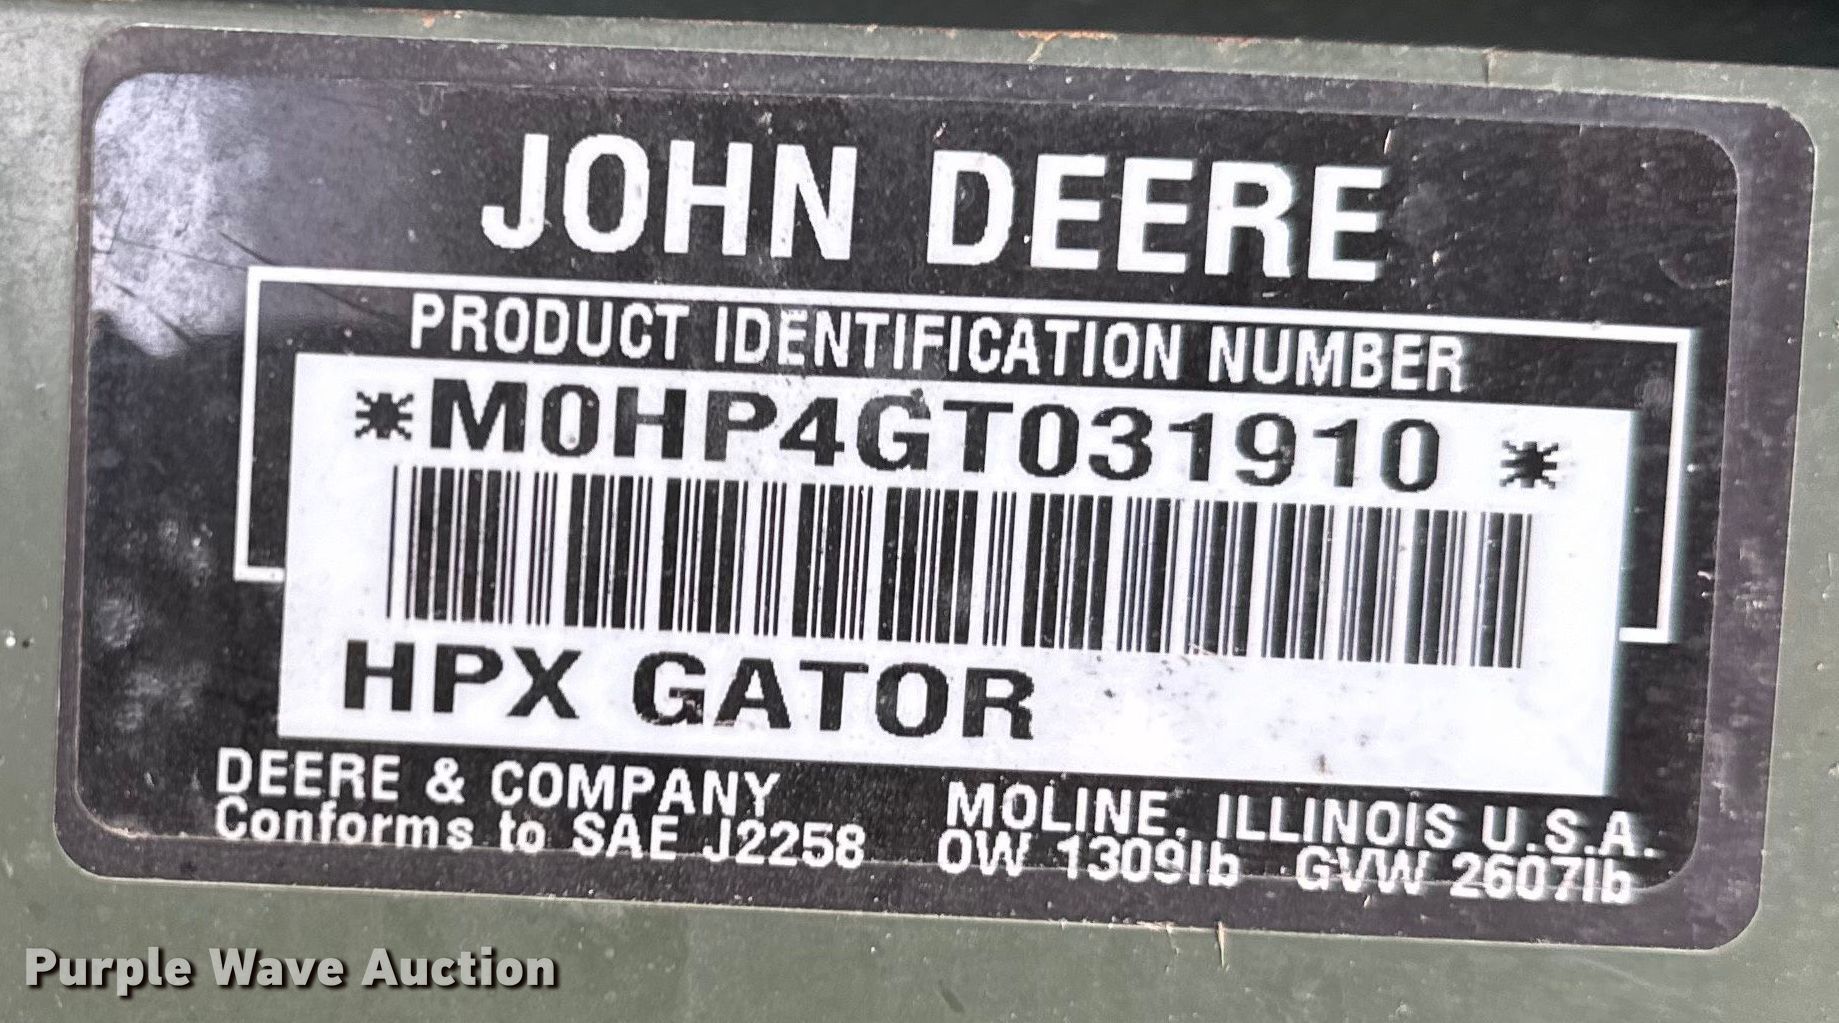 JOHN DEERE
PRODUCT IDENTIFICATION NUMBER
*M0HP4GT031910 *
HPX GATOR
DEERE & COMPANY MOLINE, ILLINOIS U.S.A.
Conforms to SAE J2258 OW 1309lb GVW 2607lb
Purple Wave Auction